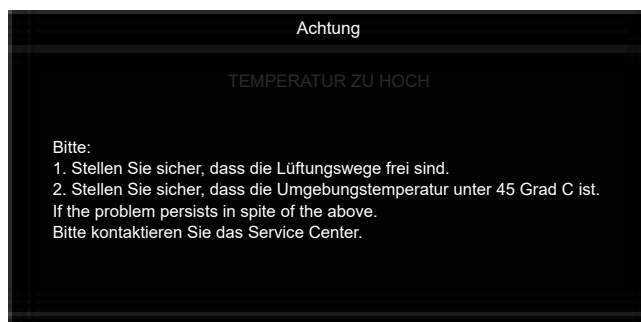 Achtung
TEMPERATUR ZU HOCH
Bitte:
1. Stellen Sie sicher, dass die Lüftungswege frei sind.
2. Stellen Sie sicher, dass die Umgebungstemperatur unter 45 Grad C ist.
If the problem persists in spite of the above.
Bitte kontaktieren Sie das Service Center.